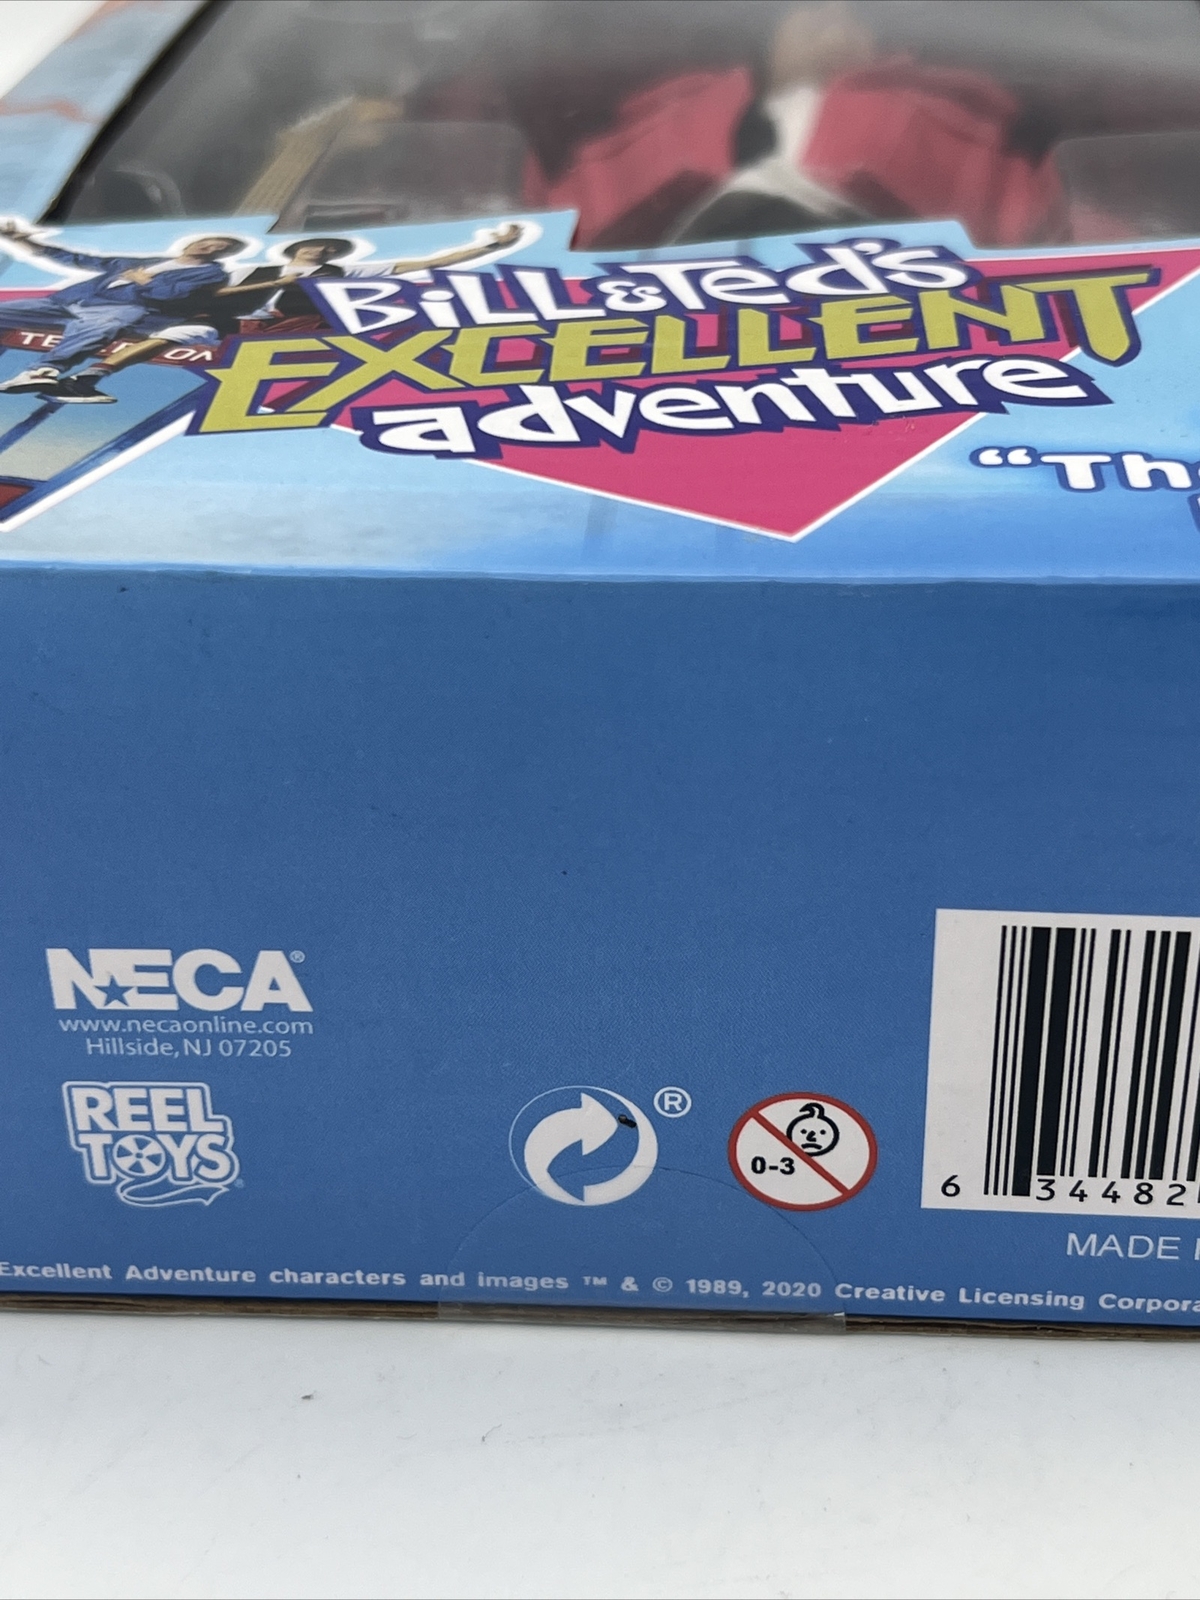 BiLL & Ted's
EXCELLENT
adventure
"Th
NECA®
www.necaonline.com
Hillside, NJ 07205
REEL
TOYS
®
0-3
6 34482
MADE
Excellent Adventure characters and images ™ & © 1989, 2020 Creative Licensing Corpora